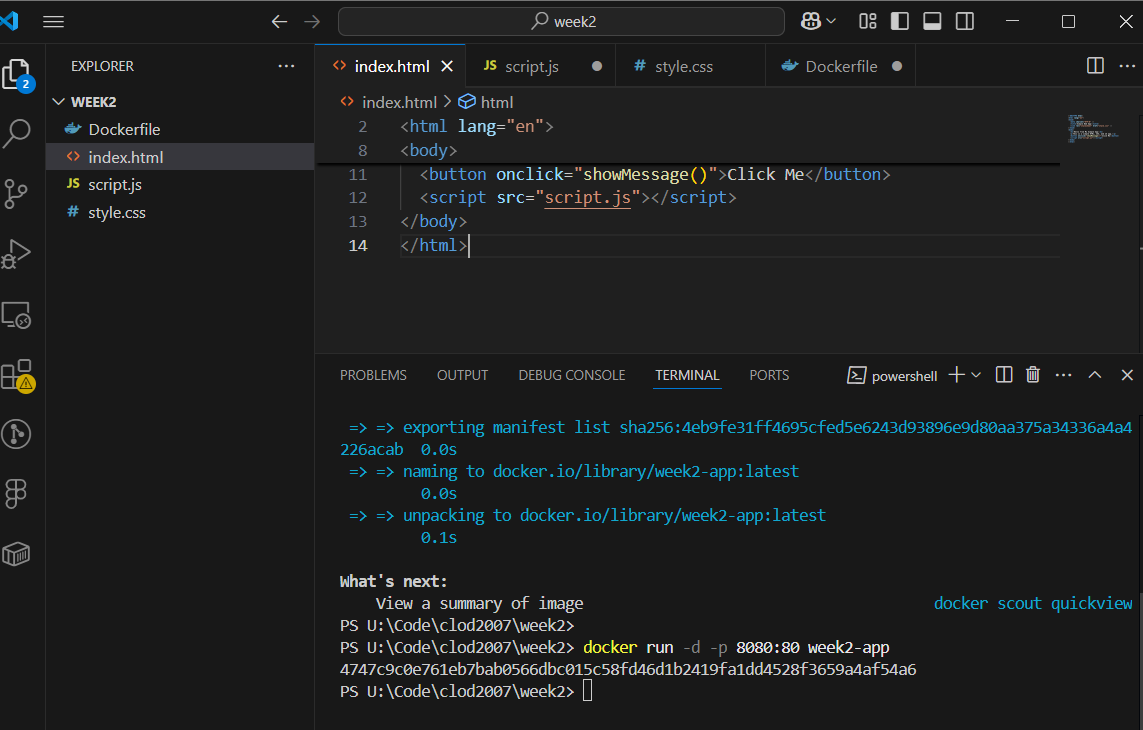 week2
EXPLORER
index.html
JS script.js
# style.css
Dockerfile
2
WEEK2
Dockerfile
<> index.html
JS script.js
# style.css
<> index.html > html
2 <html lang="en">
8 <body>
11 <button onclick="showMessage()">Click Me</button>
12 <script src="script.js"></script>
13 </body>
14 </html>
PROBLEMS OUTPUT DEBUG CONSOLE TERMINAL PORTS powershell
=> => exporting manifest list sha256:4eb9fe31ff4695cfed5e6243d93896e9d80aa375a34336a4a4
226acab 0.0s
=> => naming to docker.io/library/week2-app:latest
0.0s
=> => unpacking to docker.io/library/week2-app:latest
0.1s
What's next:
View a summary of image docker scout quickview
PS U:\Code\clod2007\week2>
PS U:\Code\clod2007\week2> docker run -d -p 8080:80 week2-app
4747c9c0e761eb7bab0566dbc015c58fd46d1b2419fa1dd4528f3659a4af54a6
PS U:\Code\clod2007\week2>